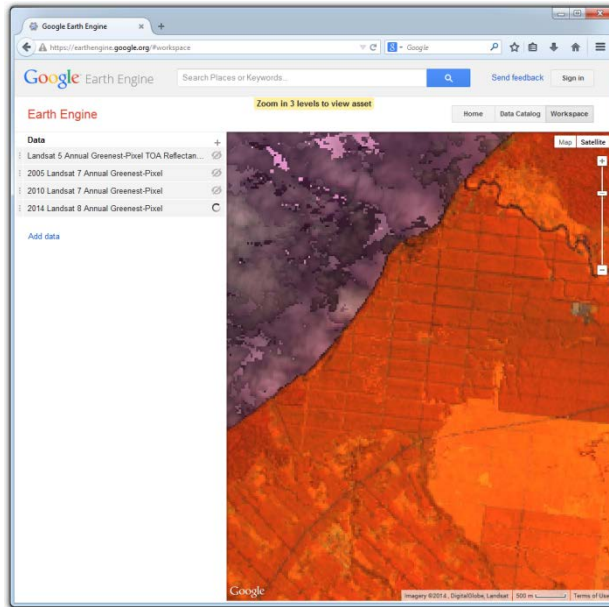 Google Earth Engine
https://earthengine.google.org/#workspace
Google
Google Earth Engine
Search Places or Keywords...
Send feedback
Sign in
Zoom in 3 levels to view asset
Earth Engine
Home
Data Catalog
Workspace
Data
Landsat 5 Annual Greenest-Pixel TOA Reflectan...
2005 Landsat 7 Annual Greenest-Pixel
2010 Landsat 7 Annual Greenest-Pixel
2014 Landsat 8 Annual Greenest-Pixel
Add data
Map
Satellite
Google
Imagery ©2014 , DigitalGlobe, Landsat
500 m
Terms of Use